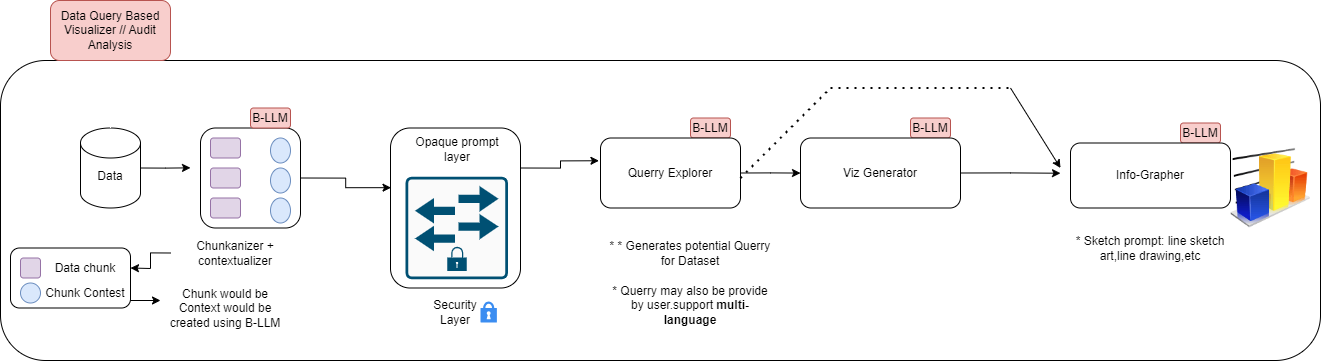 Data Query Based
Visualizer // Audit
Analysis
B-LLM
Data
Chunkanizer +
contextualizer
Data chunk
Chunk Contest
Chunk would be
Context would be
created using B-LLM
Opaque prompt
layer
Security
Layer
B-LLM
Querry Explorer
* * Generates potential Querry
for Dataset
* Querry may also be provide
by user.support multi-
language
B-LLM
Viz Generator
B-LLM
Info-Grapher
* Sketch prompt: line sketch
art,line drawing,etc